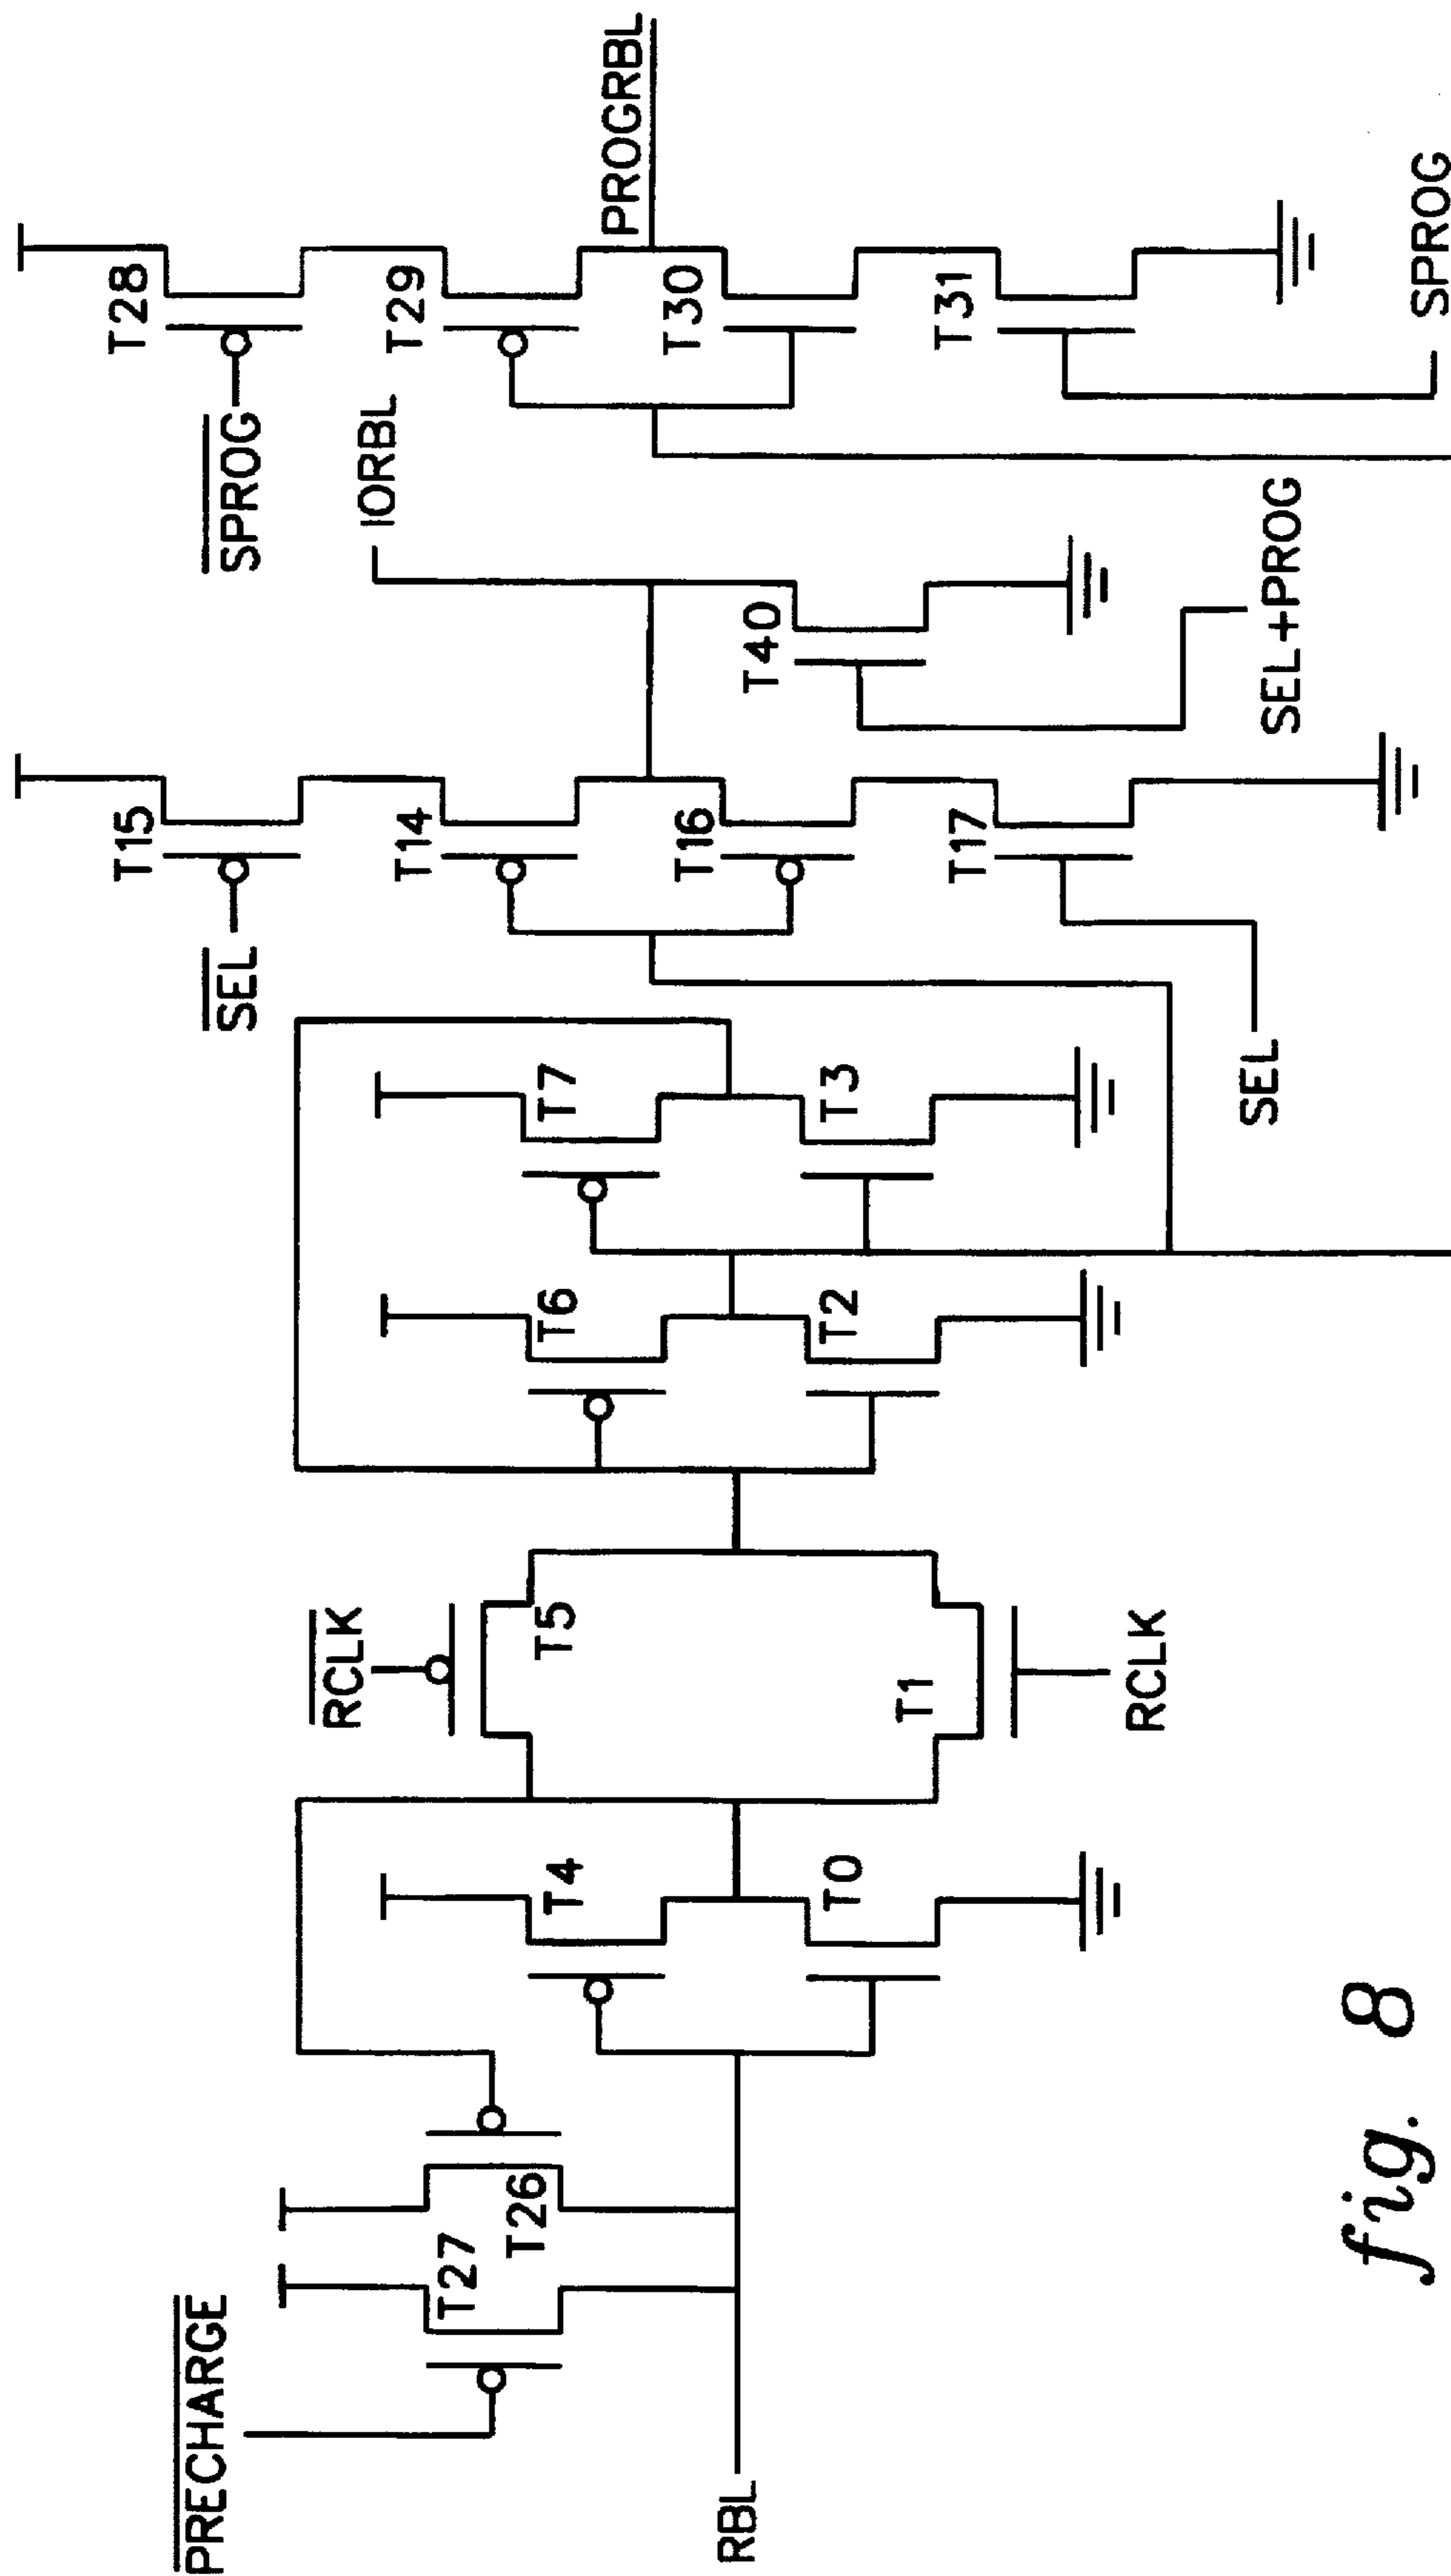 PRECHARGE
RBL
T27
T26
T4
T0
RCLK
T5
T1
RCLK
T6
T2
T7
T3
SEL
T15
T14
T16
T17
SEL
IORBL
T40
SEL+PROG
SPROG
T28
T29
T30
T31
PROGRBL
SPROG
fig. 8